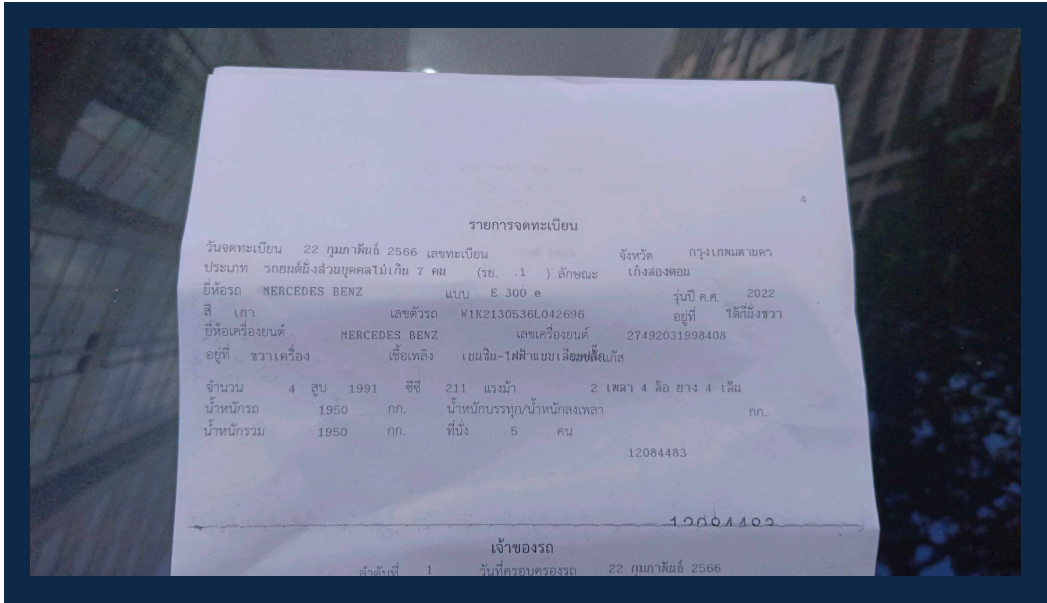 4
รายการจดทะเบียน
วันจดทะเบียน 22 กุมภาพันธ์ 2566 เลขทะเบียน จังหวัด กรุงเทพมหานคร
ประเภท รถยนต์นั่งส่วนบุคคลไม่เกิน 7 คน (รย. .1 ) ลักษณะ เก๋งสองตอน
ยี่ห้อรถ MERCEDES BENZ แบบ E 300 e รุ่นปี ค.ศ. 2022
สี เทา เลขตัวรถ W1K2130536L042696 อยู่ที่ ใต้ที่นั่งขวา
ยี่ห้อเครื่องยนต์ MERCEDES BENZ เลขเครื่องยนต์ 27492031998408
อยู่ที่ ขวาเครื่อง เชื้อเพลิง เบนซิน-ไฟฟ้าแบบเสียบปลั๊ก
จำนวน 4 สูบ 1991 ซีซี 211 แรงม้า 2 เพลา 4 ล้อ ยาง 4 เส้น
น้ำหนักรถ 1950 กก. น้ำหนักบรรทุก/น้ำหนักลงเพลา กก.
น้ำหนักรวม 1950 กก. ที่นั่ง 5 คน
12084483
เจ้าของรถ
ลำดับที่ 1 วันที่ครอบครองรถ 22 กุมภาพันธ์ 2566